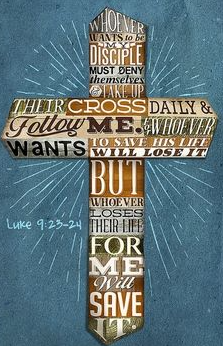 WHOEVER
WANTS to be
MY
DISCIPLE
MUST DENY
themselves
& TAKE UP
THEIR CROSS DAILY &
Follow ME. For WHOEVER
WANTS TO SAVE HIS LIFE
WILL LOSE IT
BUT
WHOEVER
LOSES
THEIR LIFE
FOR
ME
Will
SAVE
IT.
Luke 9:23-24